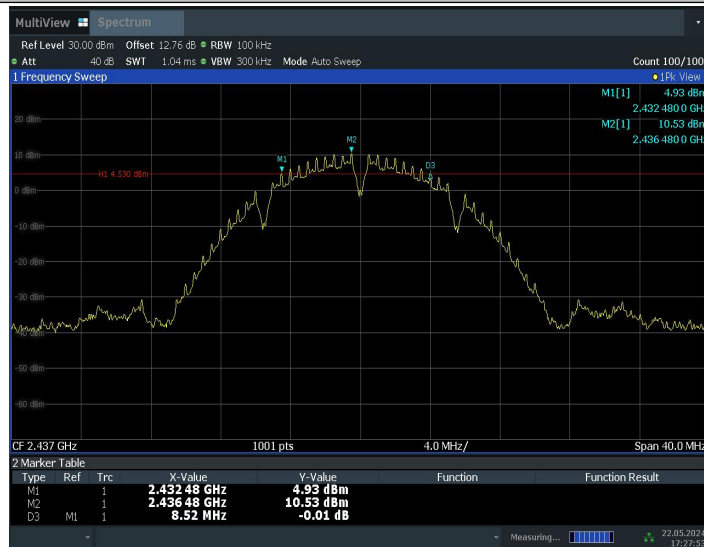 MultiView Spectrum
Ref Level 30.00 dBm Offset 12.76 dB RBW 100 kHz
Att 40 dB SWT 1.04 ms VBW 300 kHz Mode Auto Sweep Count 100/100
1 Frequency Sweep 1Pk View
M1[1] 4.93 dBm
2.432 480 0 GHz
M2[1] 10.53 dBm
2.436 480 0 GHz
20 dBm
10 dBm
M2
M1
D3
H1 4.530 dBm
0 dBm
-10 dBm
-20 dBm
-30 dBm
-40 dBm
-50 dBm
-60 dBm
CF 2.437 GHz 1001 pts 4.0 MHz/ Span 40.0 MHz
2 Marker Table
Type Ref Trc X-Value Y-Value Function Function Result
M1 1 2.432 48 GHz 4.93 dBm
M2 1 2.436 48 GHz 10.53 dBm
D3 M1 1 8.52 MHz -0.01 dB
Measuring... 22.05.2024
17:27:53